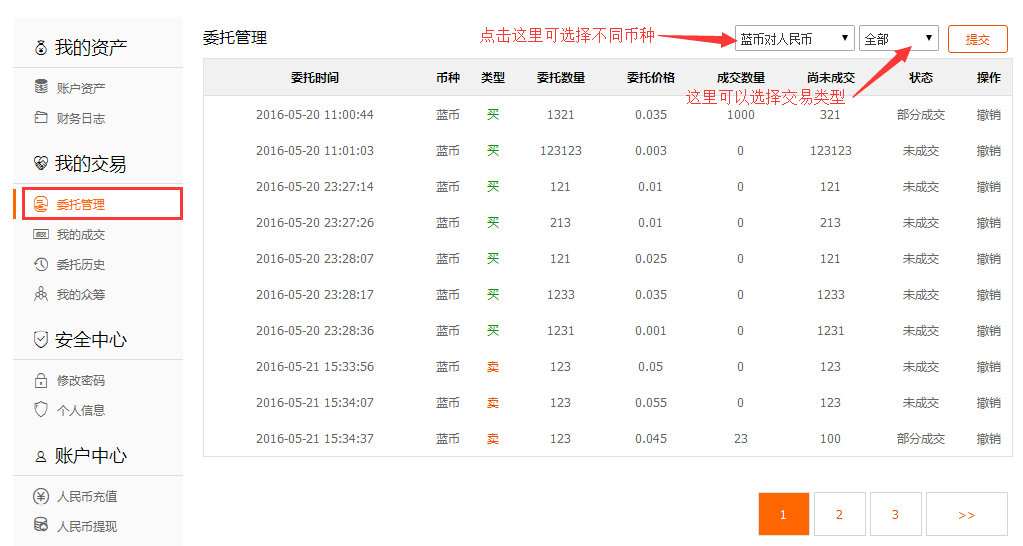 我的资产
账户资产
财务日志
我的交易
委托管理
我的成交
委托历史
我的众筹
安全中心
修改密码
个人信息
账户中心
人民币充值
人民币提现
委托管理
点击这里可选择不同币种
蓝币对人民币
全部
提交
委托时间 币种 类型 委托数量 委托价格 成交数量 尚未成交 状态 操作
这里可以选择交易类型
2016-05-20 11:00:44 蓝币 买 1321 0.035 1000 321 部分成交 撤销
2016-05-20 11:01:03 蓝币 买 123123 0.003 0 123123 未成交 撤销
2016-05-20 23:27:14 蓝币 买 121 0.01 0 121 未成交 撤销
2016-05-20 23:27:26 蓝币 买 213 0.01 0 213 未成交 撤销
2016-05-20 23:28:07 蓝币 买 121 0.025 0 121 未成交 撤销
2016-05-20 23:28:17 蓝币 买 1233 0.035 0 1233 未成交 撤销
2016-05-20 23:28:36 蓝币 买 1231 0.001 0 1231 未成交 撤销
2016-05-21 15:33:56 蓝币 卖 123 0.05 0 123 未成交 撤销
2016-05-21 15:34:07 蓝币 卖 123 0.055 0 123 未成交 撤销
2016-05-21 15:34:37 蓝币 卖 123 0.045 23 100 部分成交 撤销
1 2 3 >>